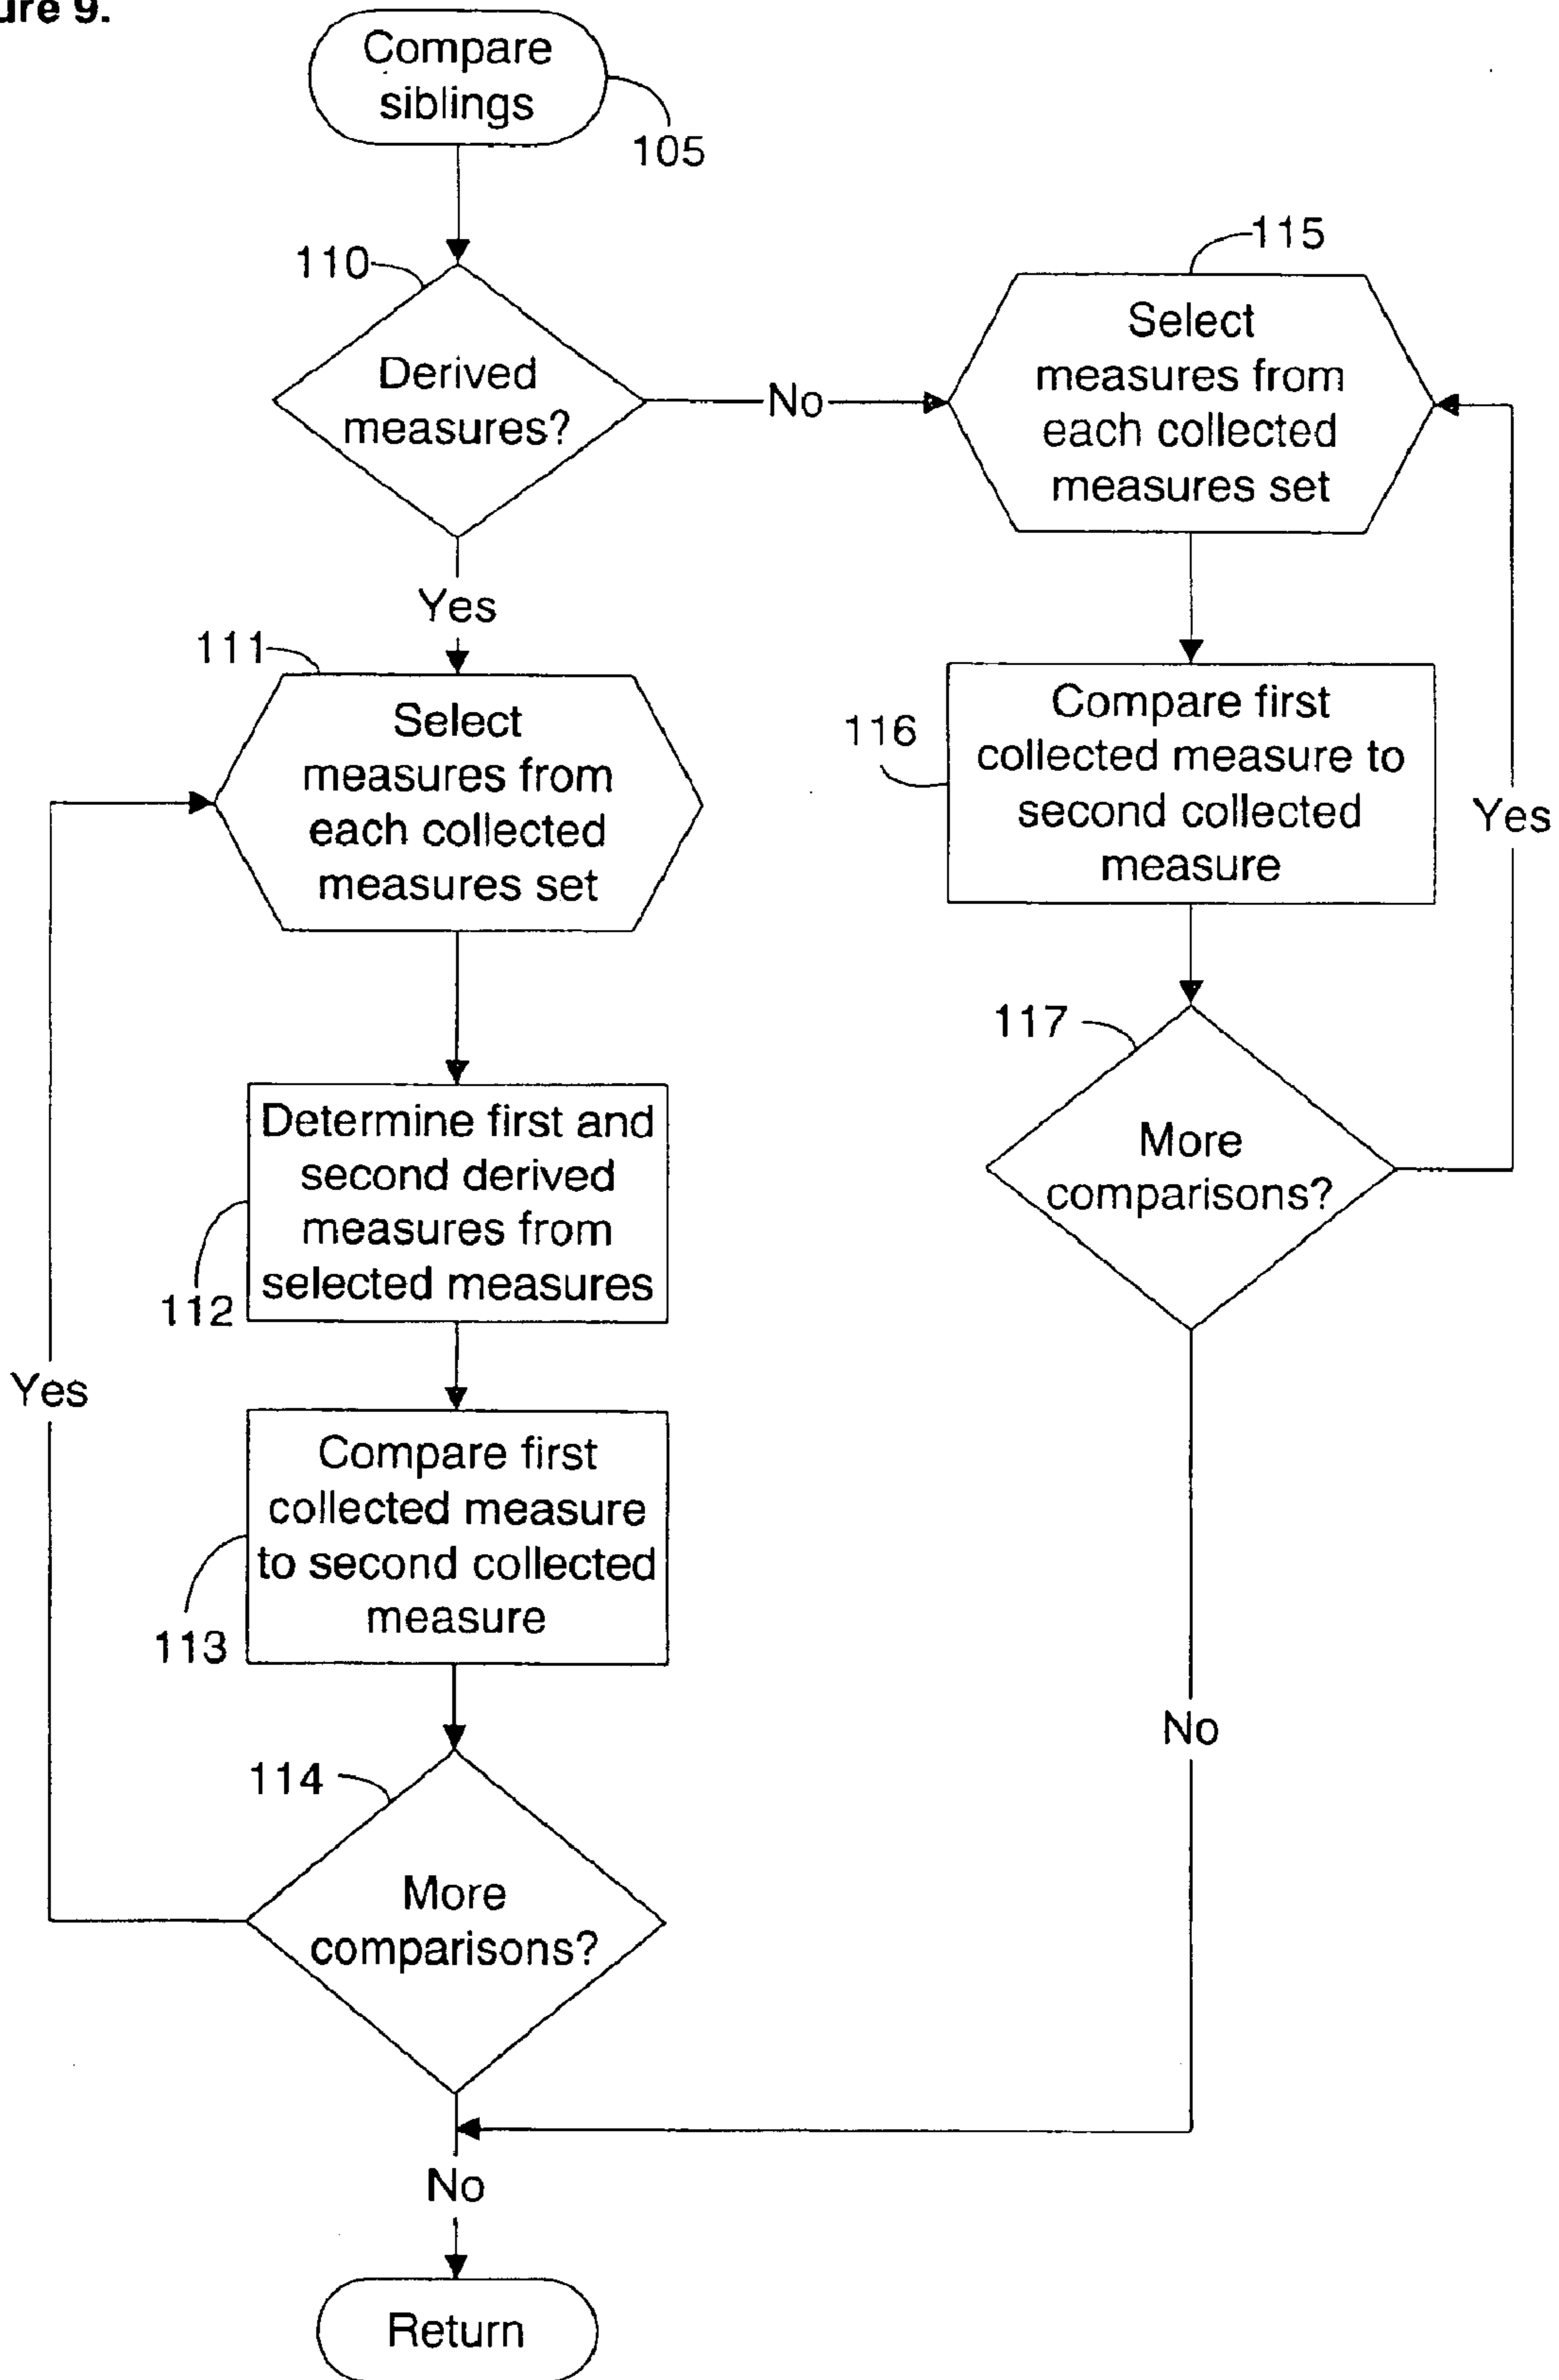 ure 9.
Compare
siblings
105
110
Derived
measures?
No
115
Select
measures from
each collected
measures set
Yes
111
Select
measures from
each collected
measures set
116
Compare first
collected measure to
second collected
measure
Yes
117
More
comparisons?
Determine first and
second derived
measures from
selected measures
112
Yes
Compare first
collected measure
to second collected
measure
113
No
114
More
comparisons?
No
Return